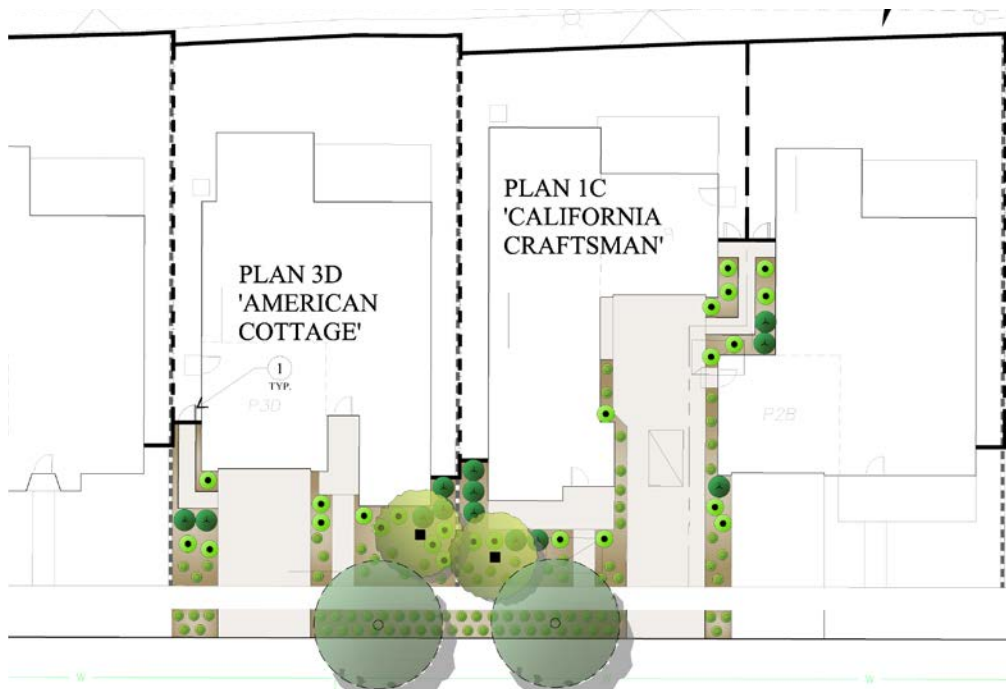 PLAN 3D
'AMERICAN
COTTAGE'
1
TYP.
P3D
PLAN 1C
'CALIFORNIA
CRAFTSMAN'
P2B
W
W